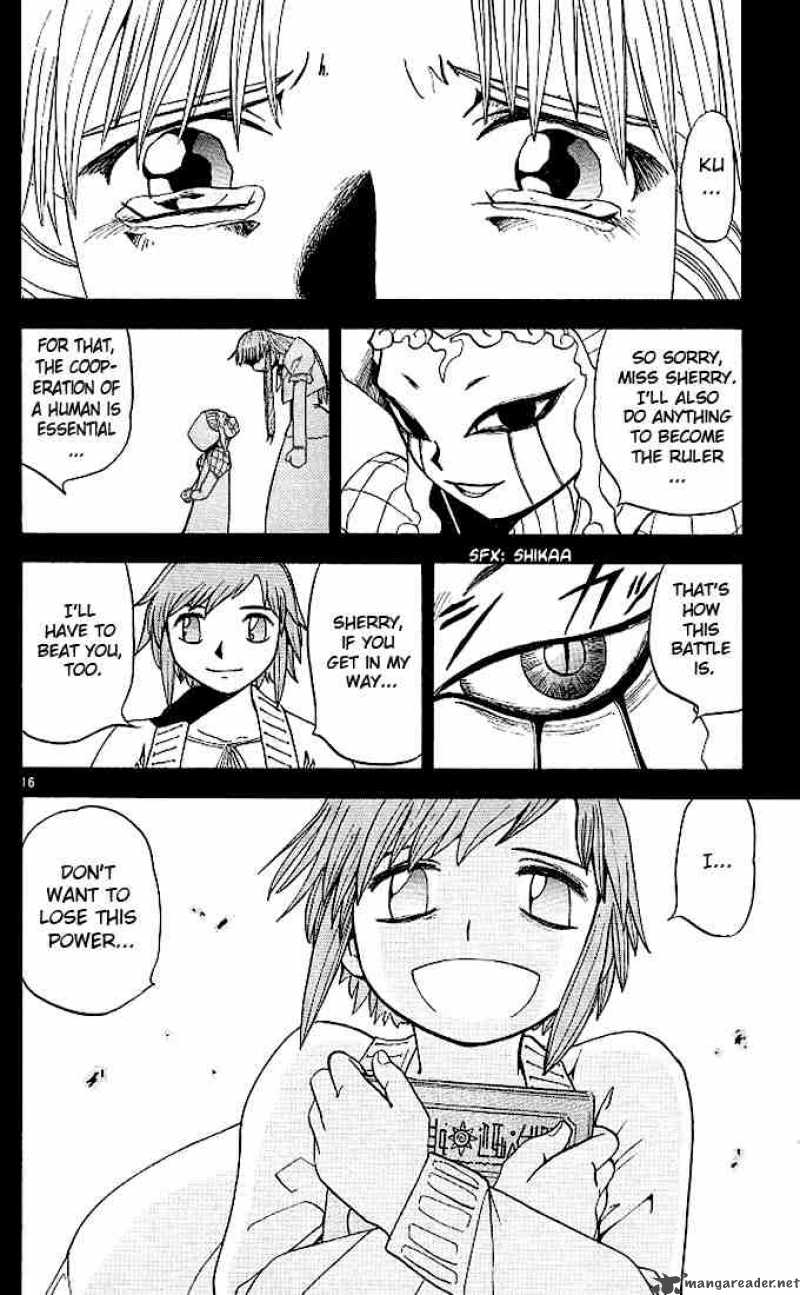 KU
...
SO SORRY,
MISS SHERRY.
I'LL ALSO
DO ANYTHING
TO BECOME
THE RULER
...
FOR THAT,
THE COOP-
ERATION OF
A HUMAN IS
ESSENTIAL
...
SFX: SHIKAA
THAT'S
HOW
THIS
BATTLE
IS.
SHERRY,
IF YOU
GET IN MY
WAY...
I'LL
HAVE TO
BEAT YOU,
TOO.
16
I...
DON'T
WANT TO
LOSE THIS
POWER...
mangareader.net